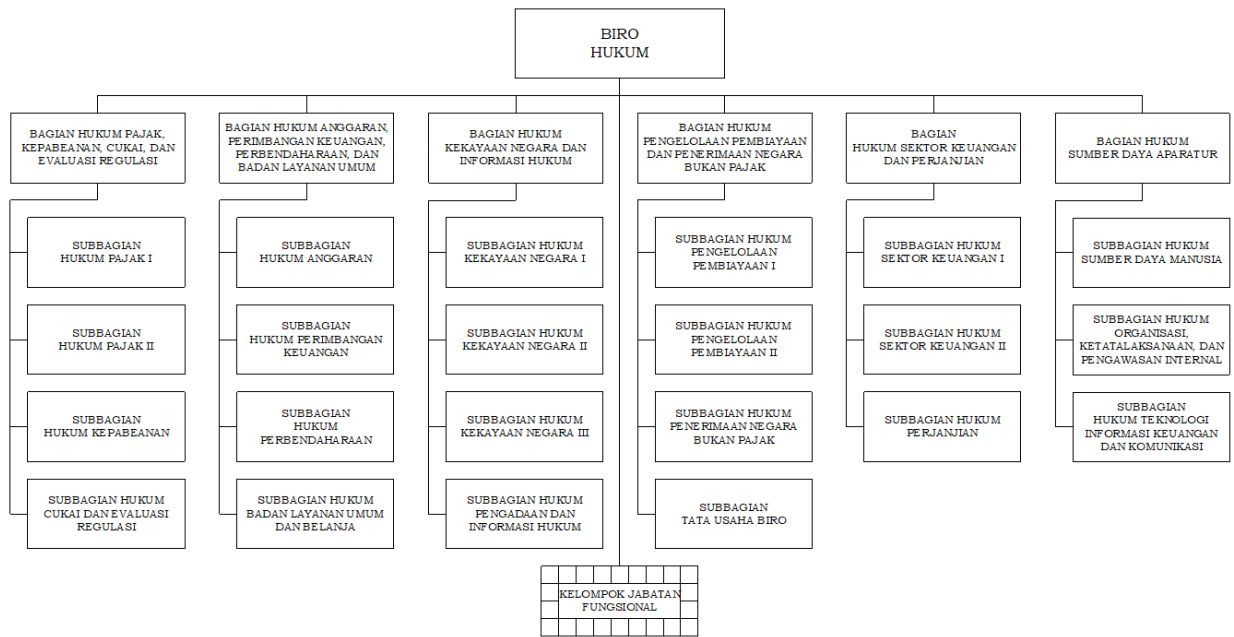 BIRO
HUKUM
BAGIAN HUKUM PAJAK,
KEPABEANAN, CUKAI, DAN
EVALUASI REGULASI
BAGIAN HUKUM ANGGARAN,
PERIMBANGAN KEUANGAN,
PERBENDAHARAAN, DAN
BADAN LAYANAN UMUM
BAGIAN HUKUM
KEKAYAAN NEGARA DAN
INFORMASI HUKUM
BAGIAN HUKUM
PENGELOLAAN PEMBIAYAAN
DAN PENERIMAAN NEGARA
BUKAN PAJAK
BAGIAN
HUKUM SEKTOR KEUANGAN
DAN PERJANJIAN
BAGIAN HUKUM
SUMBER DAYA APARATUR
SUBBAGIAN
HUKUM PAJAK I
SUBBAGIAN
HUKUM ANGGARAN
SUBBAGIAN HUKUM
KEKAYAAN NEGARA I
SUBBAGIAN HUKUM
PENGELOLAAN
PEMBIAYAAN I
SUBBAGIAN HUKUM
SEKTOR KEUANGAN I
SUBBAGIAN HUKUM
SUMBER DAYA MANUSIA
SUBBAGIAN
HUKUM PAJAK II
SUBBAGIAN
HUKUM PERIMBANGAN
KEUANGAN
SUBBAGIAN HUKUM
KEKAYAAN NEGARA II
SUBBAGIAN HUKUM
PENGELOLAAN
PEMBIAYAAN II
SUBBAGIAN HUKUM
SEKTOR KEUANGAN II
SUBBAGIAN HUKUM
ORGANISASI,
KETATALAKSANAAN, DAN
PENGAWASAN INTERNAL
SUBBAGIAN
HUKUM KEPABEANAN
SUBBAGIAN
HUKUM
PERBENDAHARAAN
SUBBAGIAN HUKUM
KEKAYAAN NEGARA III
SUBBAGIAN HUKUM
PENERIMAAN NEGARA
BUKAN PAJAK
SUBBAGIAN HUKUM
PERJANJIAN
SUBBAGIAN
HUKUM TEKNOLOGI
INFORMASI KEUANGAN
DAN KOMUNIKASI
SUBBAGIAN HUKUM
CUKAI DAN EVALUASI
REGULASI
SUBBAGIAN HUKUM
BADAN LAYANAN UMUM
DAN BELANJA
SUBBAGIAN HUKUM
PENGADAAN DAN
INFORMASI HUKUM
SUBBAGIAN
TATA USAHA BIRO
KELOMPOK JABATAN
FUNGSIONAL